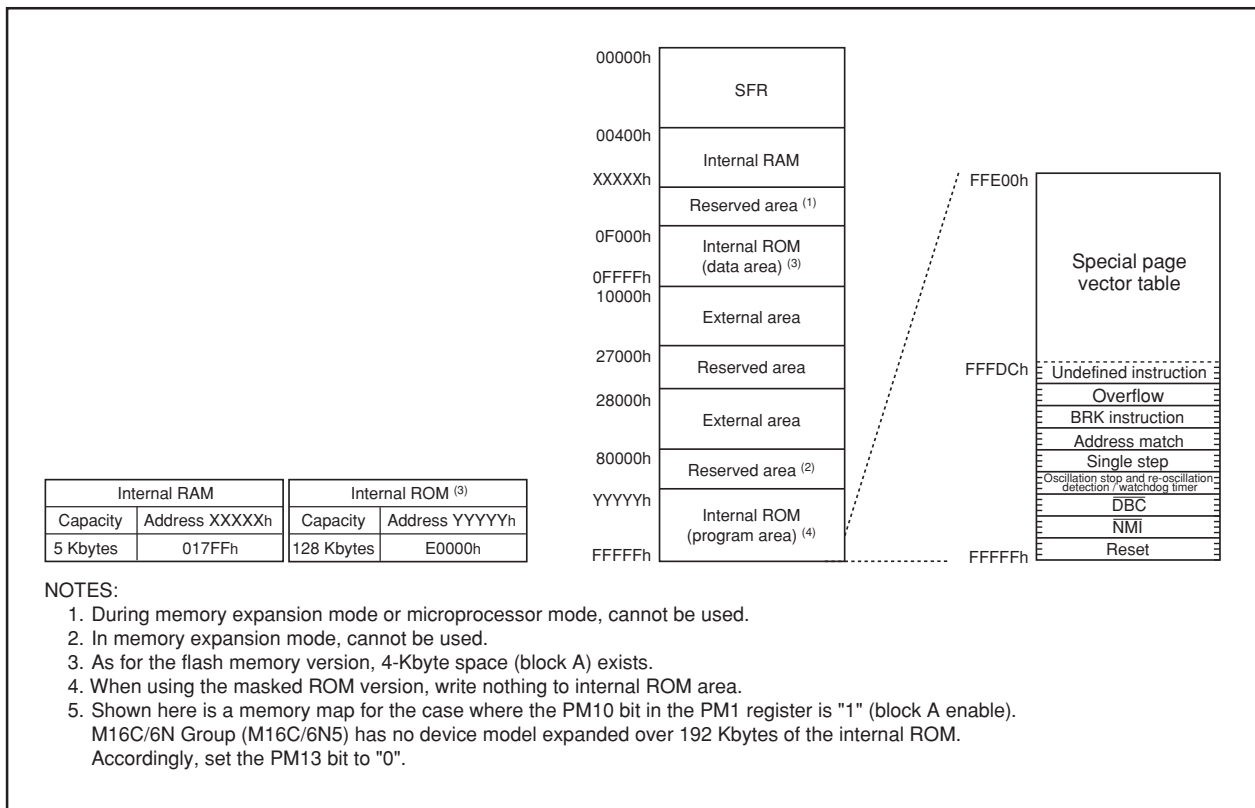 00000h
SFR
00400h
Internal RAM
XXXXXh
Reserved area (1)
0F000h
Internal ROM
(data area) (3)
0FFFFh
10000h
External area
27000h
Reserved area
28000h
External area
80000h
Reserved area (2)
YYYYYh
Internal ROM
(program area) (4)
FFFFFh
FFE00h
Special page
vector table
FFFDCh
Undefined instruction
Overflow
BRK instruction
Address match
Single step
Oscillation stop and re-oscillation
detection / watchdog timer
DBC
NMI
Reset
FFFFFh
Internal RAM Internal ROM (3)
Capacity Address XXXXXh Capacity Address YYYYYh
5 Kbytes 017FFh 128 Kbytes E0000h
NOTES:
1. During memory expansion mode or microprocessor mode, cannot be used.
2. In memory expansion mode, cannot be used.
3. As for the flash memory version, 4-Kbyte space (block A) exists.
4. When using the masked ROM version, write nothing to internal ROM area.
5. Shown here is a memory map for the case where the PM10 bit in the PM1 register is "1" (block A enable).
M16C/6N Group (M16C/6N5) has no device model expanded over 192 Kbytes of the internal ROM.
Accordingly, set the PM13 bit to "0".